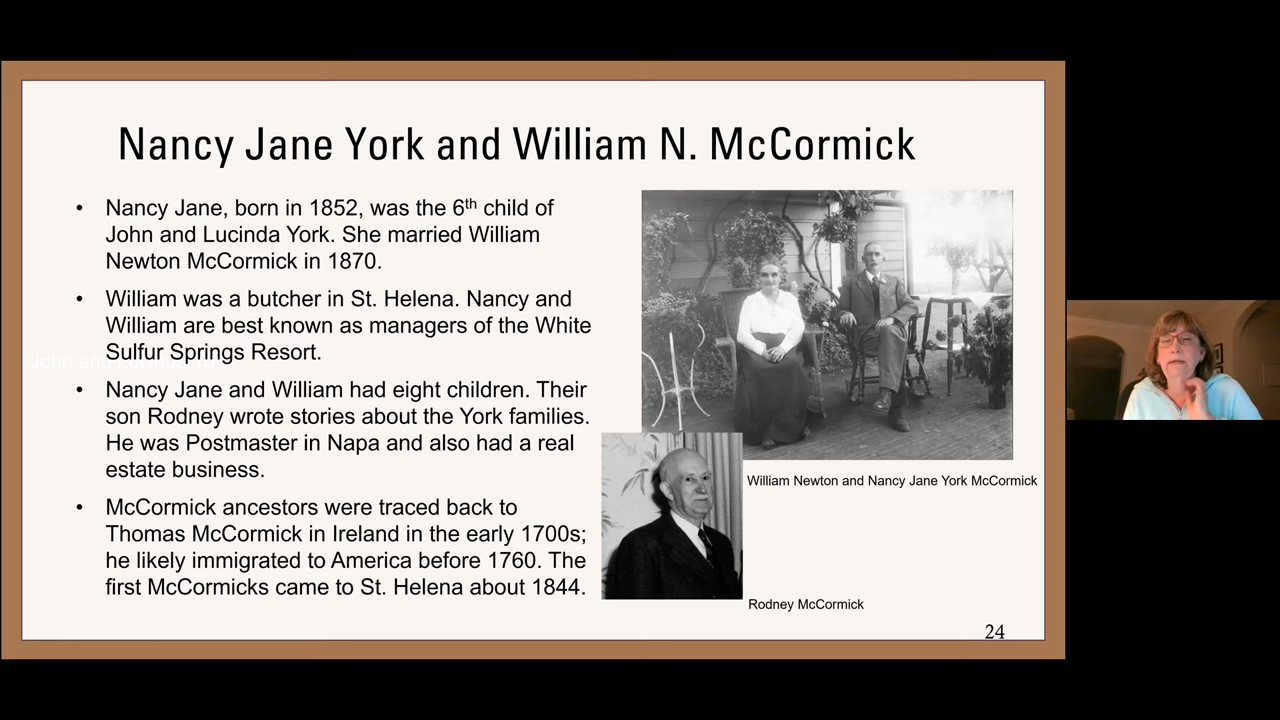 Nancy Jane York and William N. McCormick
• Nancy Jane, born in 1852, was the 6th child of
John and Lucinda York. She married William
Newton McCormick in 1870.
• William was a butcher in St. Helena. Nancy and
William are best known as managers of the White
Sulfur Springs Resort.
John and Lucinda York
• Nancy Jane and William had eight children. Their
son Rodney wrote stories about the York families.
He was Postmaster in Napa and also had a real
estate business.
• McCormick ancestors were traced back to
Thomas McCormick in Ireland in the early 1700s;
he likely immigrated to America before 1760. The
first McCormicks came to St. Helena about 1844.
William Newton and Nancy Jane York McCormick
Rodney McCormick
24